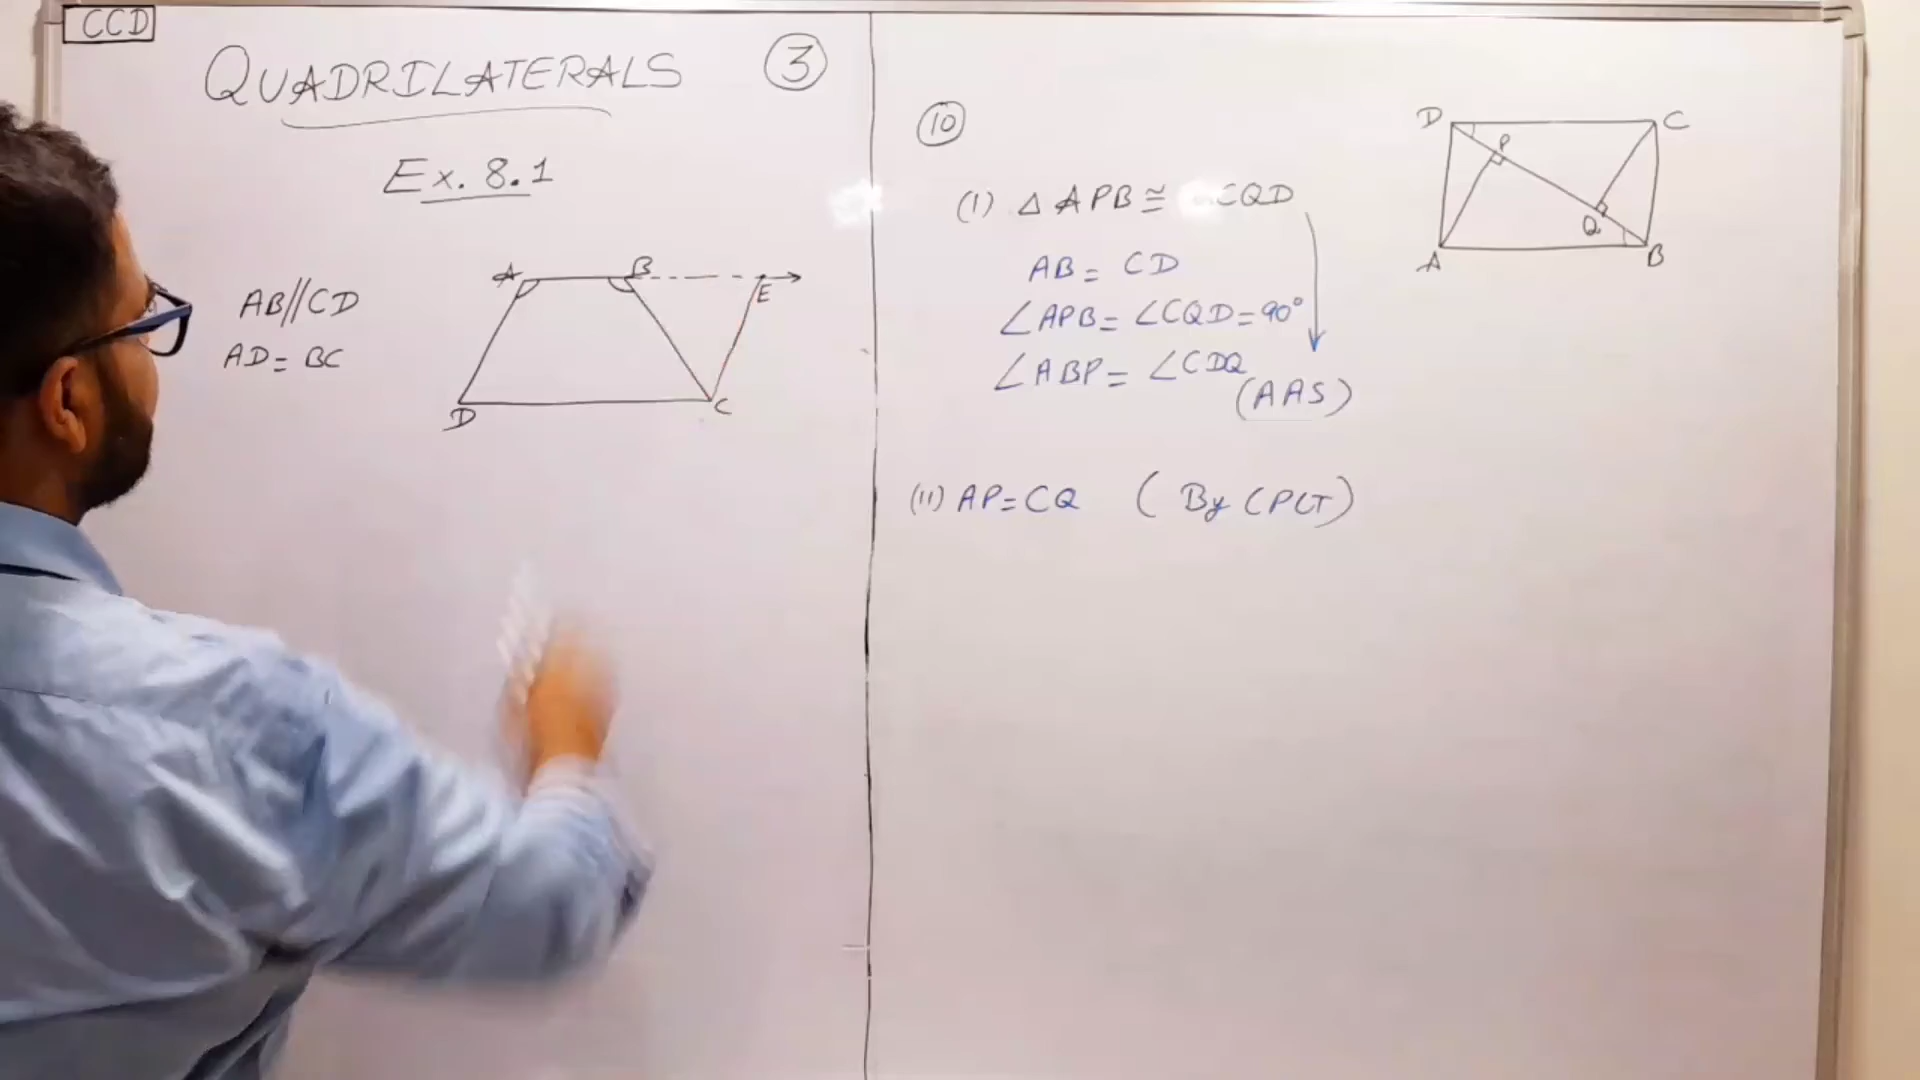 CCD
QUADRILATERALS
3
Ex. 8.1
AB//CD
AD = BC
A
B
E
D
C
10
(I) △ APB ≅ CQD
AB = CD
∠APB = ∠CQD = 90°
∠ABP = ∠CDQ
(AAS)
(II) AP = CQ (By CPCT)
D
C
P
Q
A
B